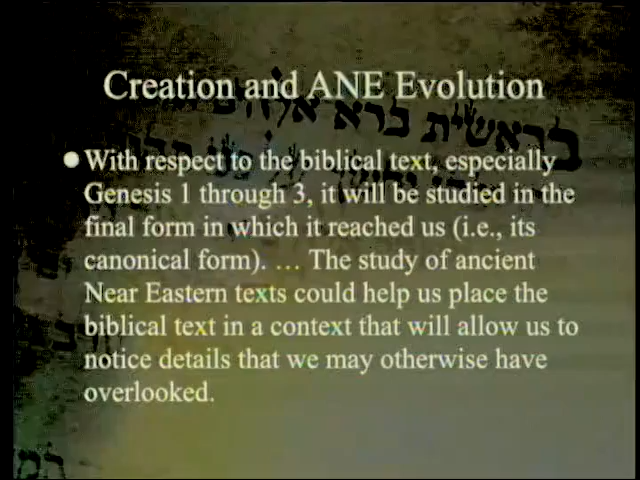 Creation and ANE Evolution
בראשית ברא אלהים
With respect to the biblical text, especially
Genesis 1 through 3, it will be studied in the
final form in which it reached us (i.e., its
canonical form). … The study of ancient
Near Eastern texts could help us place the
biblical text in a context that will allow us to
notice details that we may otherwise have
overlooked.